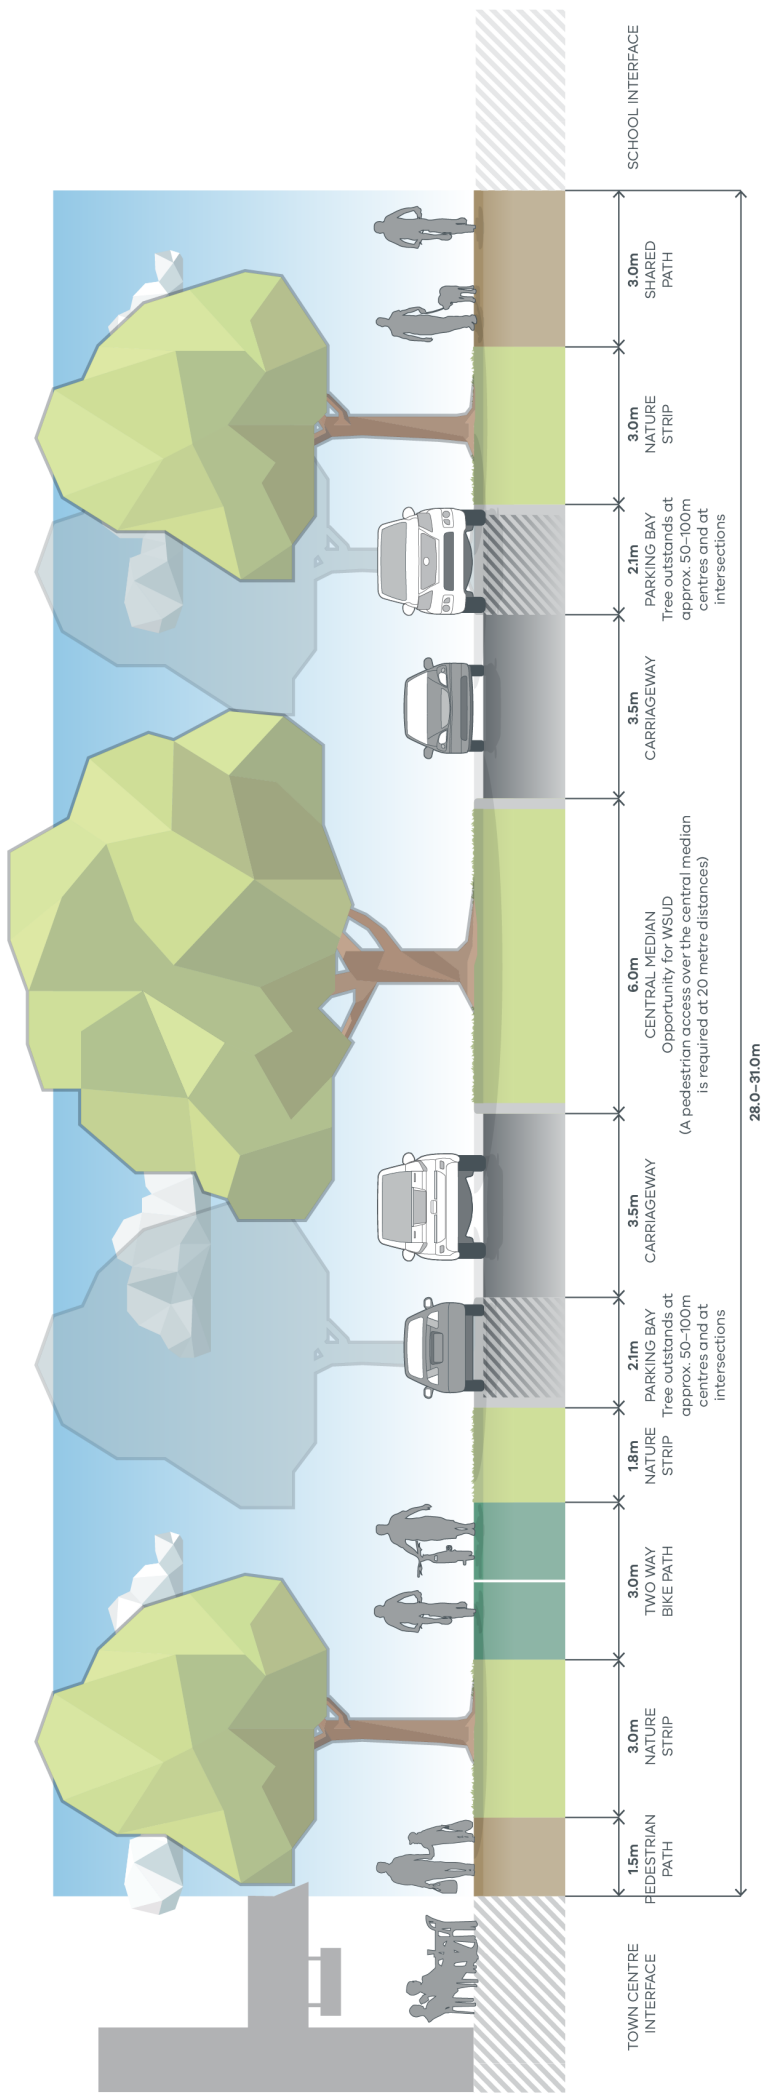 TOWN CENTRE
INTERFACE
1.5m
PEDESTRIAN
PATH
3.0m
NATURE
STRIP
3.0m
TWO WAY
BIKE PATH
1.8m
NATURE
STRIP
2.1m
PARKING BAY
Tree outstands at
approx. 50–100m
centres and at
intersections
3.5m
CARRIAGEWAY
6.0m
CENTRAL MEDIAN
Opportunity for WSUD
(A pedestrian access over the central median
is required at 20 metre distances)
3.5m
CARRIAGEWAY
2.1m
PARKING BAY
Tree outstands at
approx. 50–100m
centres and at
intersections
3.0m
NATURE
STRIP
3.0m
SHARED
PATH
SCHOOL INTERFACE
28.0–31.0m